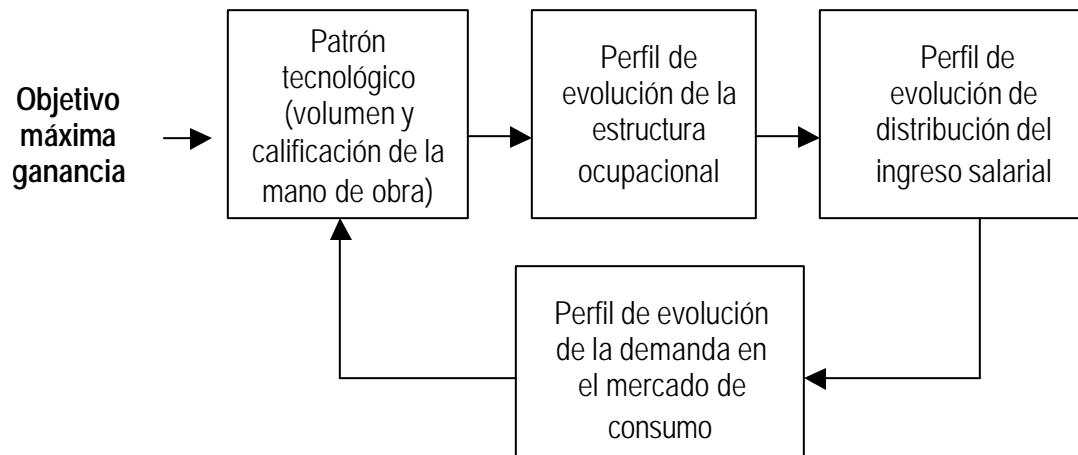 Objetivo
máxima
ganancia
Patrón
tecnológico
(volumen y
calificación de la
mano de obra)
Perfil de
evolución de la
estructura
ocupacional
Perfil de
evolución de
distribución del
ingreso salarial
Perfil de evolución
de la demanda en
el mercado de
consumo